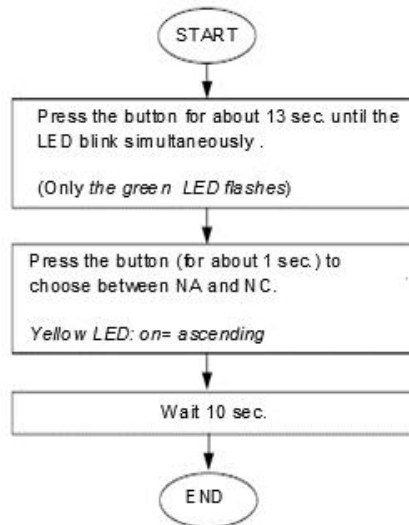 START
Press the button for about 13 sec. until the
LED blink simultaneously .
(Only the green LED flashes)
Press the button (for about 1 sec.) to
choose between NA and NC.
Yellow LED: on= ascending
Wait 10 sec.
END